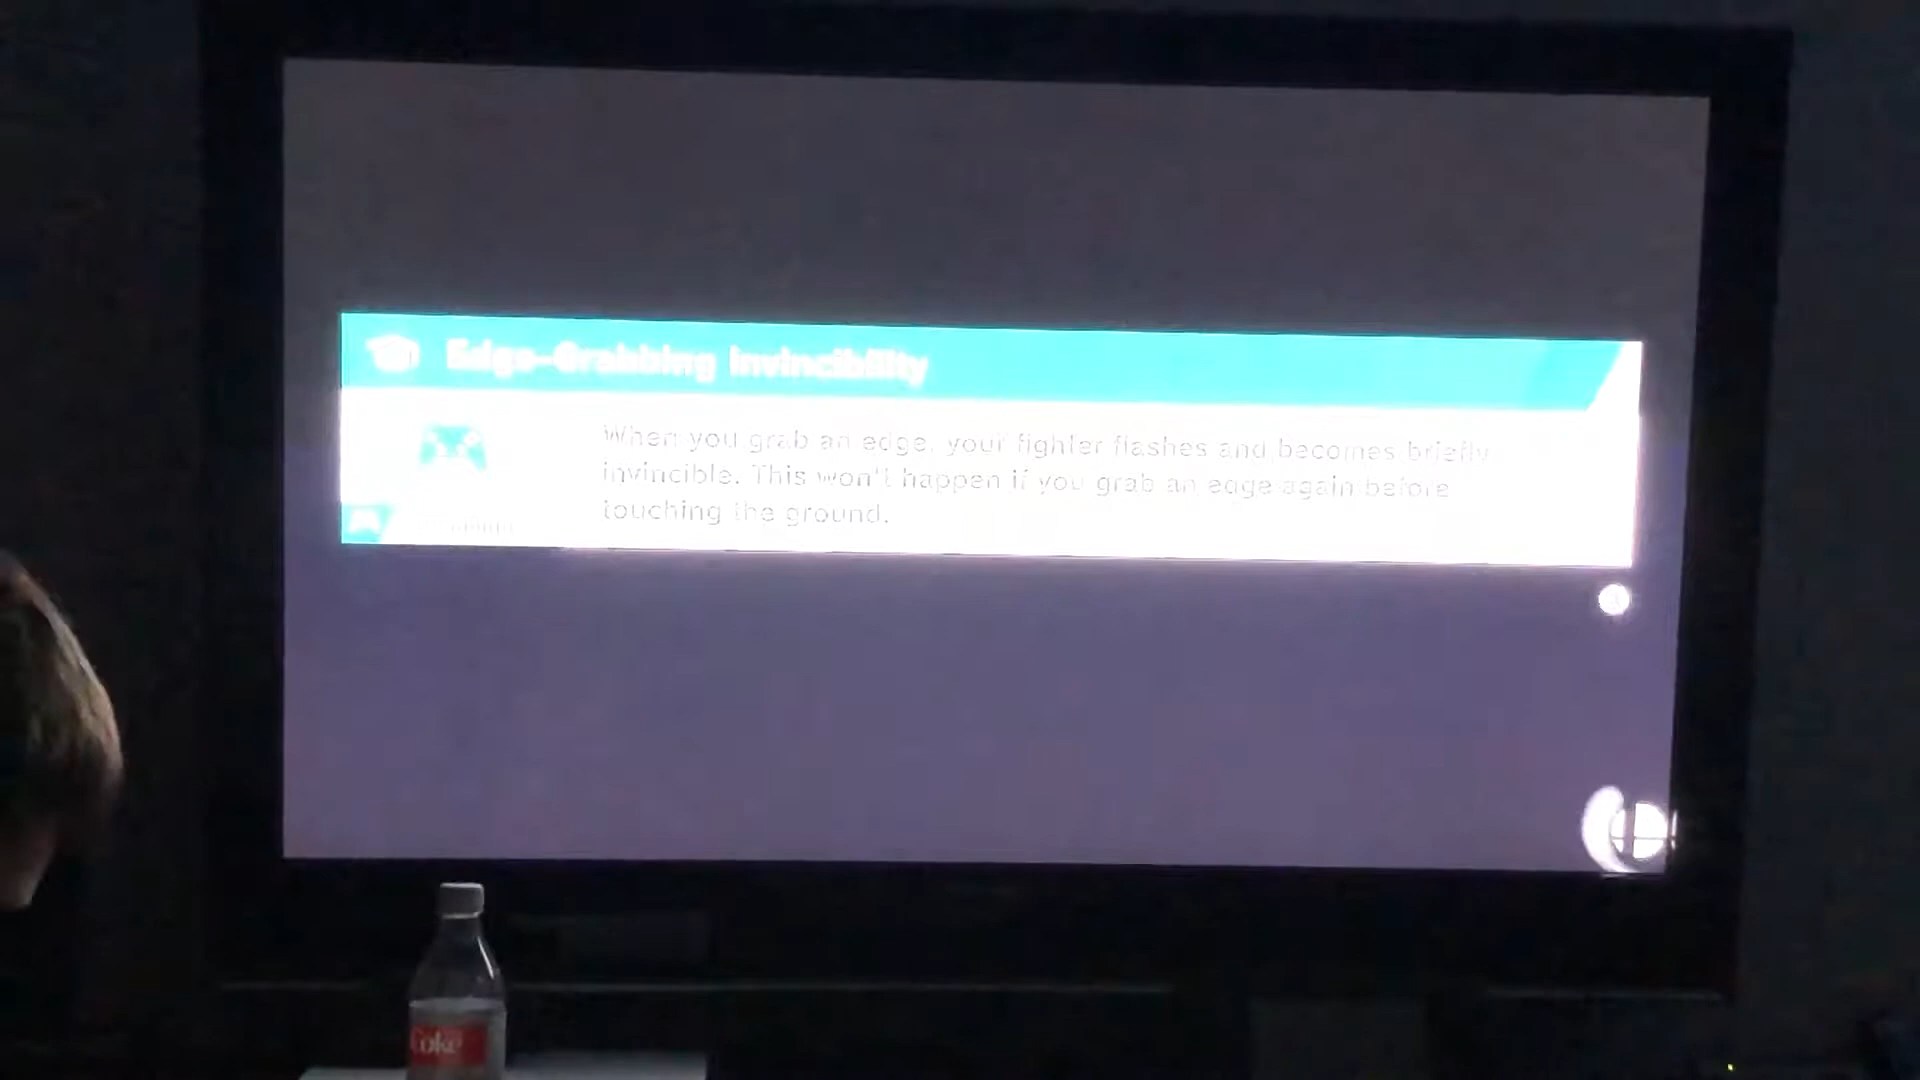 Edge-Grabbing Invincibility
When you grab an edge, your fighter flashes and becomes briefly
invincible. This won't happen if you grab an edge again before
touching the ground.
Coke